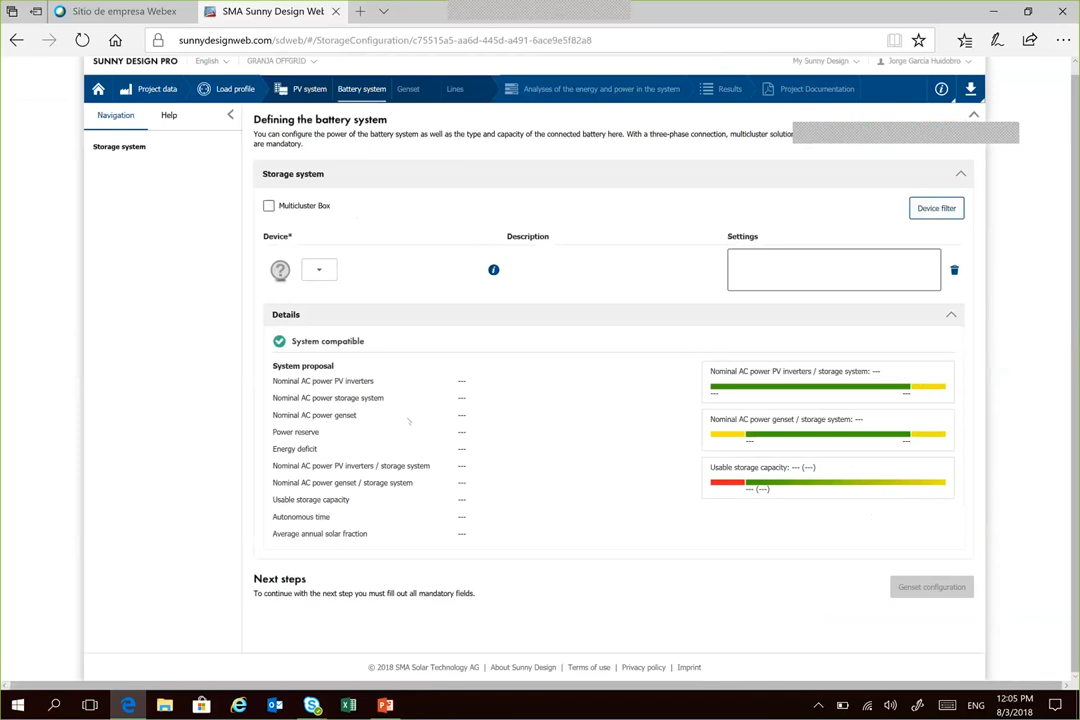 Sitio de empresa Webex
SMA Sunny Design Web
sunnydesignweb.com/sdweb/#/StorageConfiguration/c75515a5-aa6d-445d-a491-6ace9e5f82a8
SUNNY DESIGN PRO English GRANJA OFFGRID My Sunny Design Jorge García Huidobro
Project data Load profile PV system Battery system Genset Lines Analyses of the energy and power in the system Results Project Documentation
Navigation Help
Storage system
Defining the battery system
You can configure the power of the battery system as well as the type and capacity of the connected battery here. With a three-phase connection, multicluster solution
are mandatory.
Storage system
Multicluster Box
Device filter
Device* Description Settings
Details
System compatible
System proposal
Nominal AC power PV inverters ---
Nominal AC power storage system ---
Nominal AC power genset ---
Power reserve ---
Energy deficit ---
Nominal AC power PV inverters / storage system ---
Nominal AC power genset / storage system ---
Usable storage capacity ---
Autonomous time ---
Average annual solar fraction ---
Nominal AC power PV inverters / storage system: ---
--- ---
Nominal AC power genset / storage system: ---
--- ---
Usable storage capacity: --- (---)
--- (---)
Next steps
To continue with the next step you must fill out all mandatory fields.
Genset configuration
© 2018 SMA Solar Technology AG | About Sunny Design | Terms of use | Privacy policy | Imprint
ENG
12:05 PM
8/3/2018